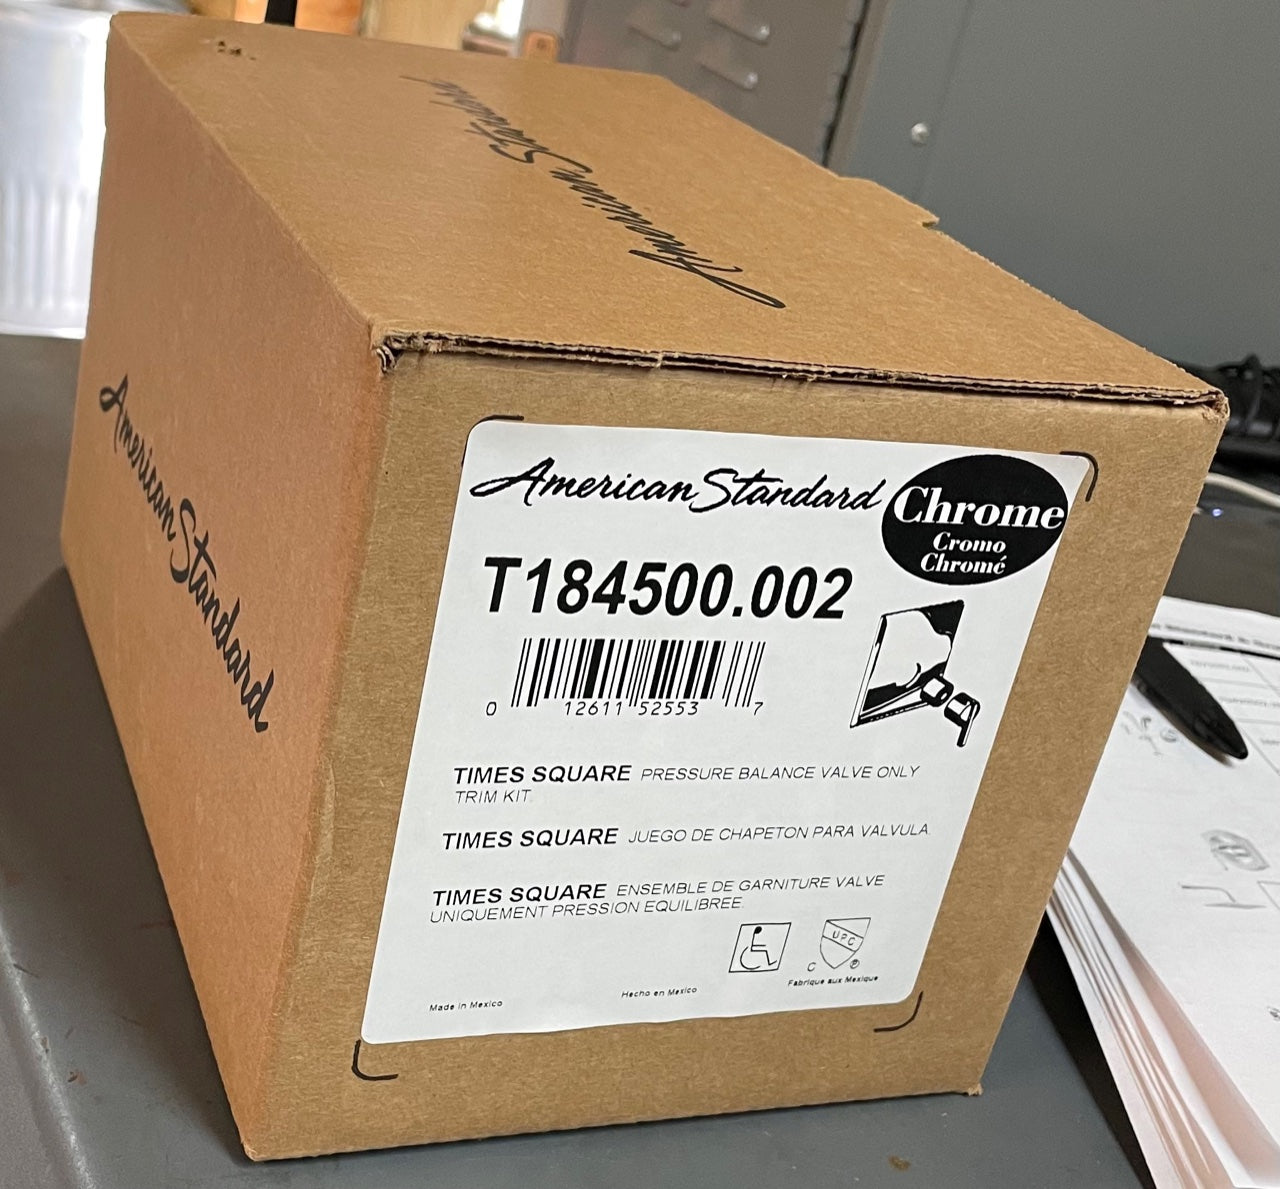 American Standard
American Standard
American Standard
Chrome
Cromo
Chromé
T184500.002
0 12611 52553 7
TIMES SQUARE PRESSURE BALANCE VALVE ONLY
TRIM KIT.
TIMES SQUARE JUEGO DE CHAPETON PARA VALVULA.
TIMES SQUARE ENSEMBLE DE GARNITURE VALVE
UNIQUEMENT PRESSION EQUILIBREE.
UPC
C
Made in Mexico
Hecho en Mexico
Fabrique aux Mexique